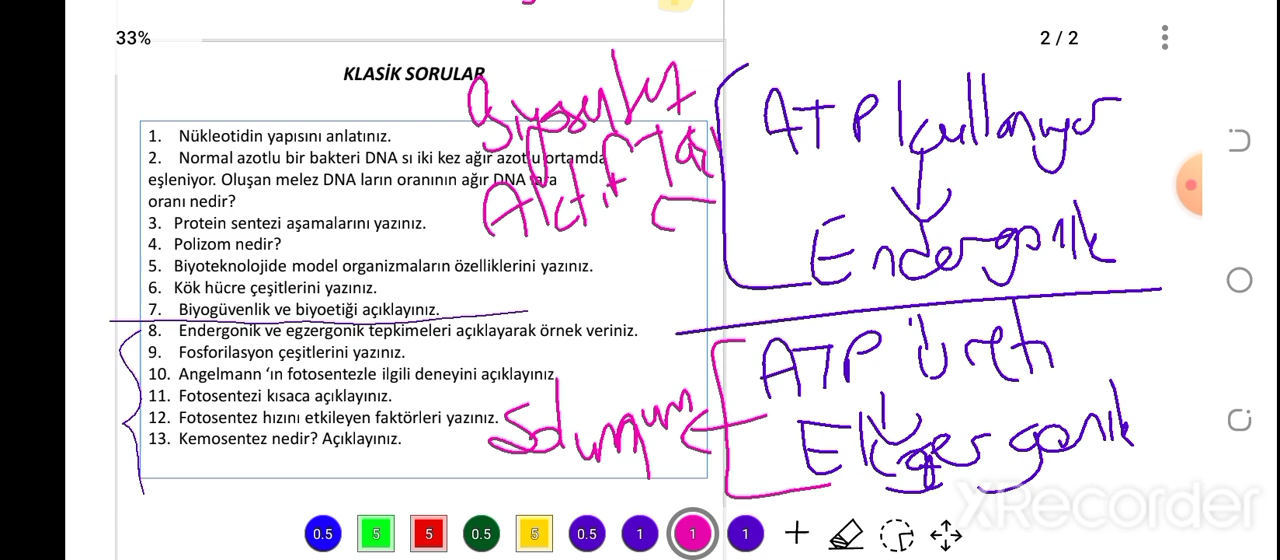 33%
2 / 2
KLASİK SORULAR
1. Nükleotidin yapısını anlatınız.
2. Normal azotlu bir bakteri DNA sı iki kez ağır azotlu ortamda
eşleniyor. Oluşan melez DNA ların oranının ağır DNA lara
oranı nedir?
3. Protein sentezi aşamalarını yazınız.
4. Polizom nedir?
5. Biyoteknolojide model organizmaların özelliklerini yazınız.
6. Kök hücre çeşitlerini yazınız.
7. Biyogüvenlik ve biyoetiği açıklayınız.
8. Endergonik ve egzergonik tepkimeleri açıklayarak örnek veriniz.
9. Fosforilasyon çeşitlerini yazınız.
10. Angelmann ‘ın fotosentezle ilgili deneyini açıklayınız.
11. Fotosentezi kısaca açıklayınız.
12. Fotosentez hızını etkileyen faktörleri yazınız.
13. Kemosentez nedir? Açıklayınız.
Aktif
Solunum
ATP kullanıyor
Endergonik
ATP üreti
XRecorder
0.5
5
5
0.5
5
0.5
1
1
1